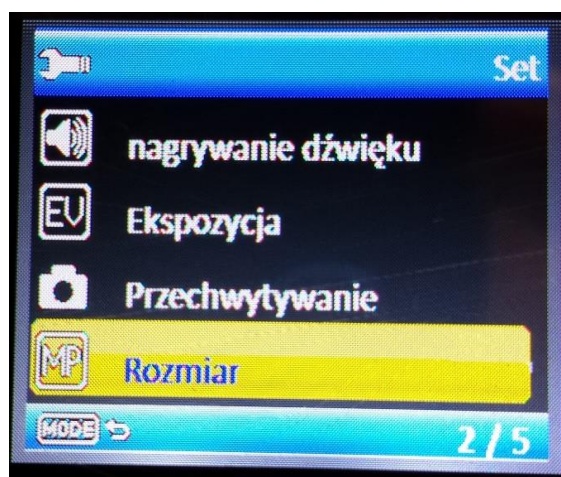 Set
nagrywanie dźwięku
EV Ekspozycja
Przechwytywanie
MP Rozmiar
MODE 2/5